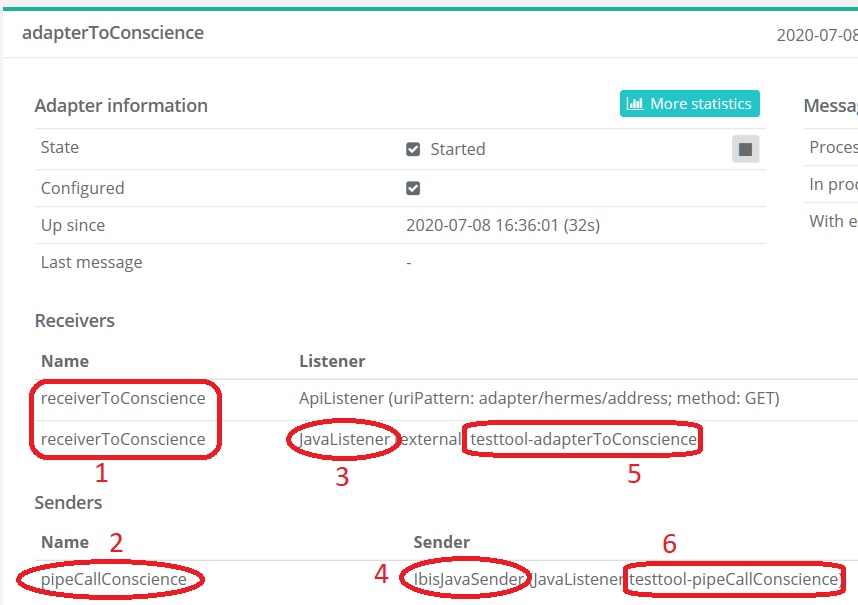 adapterToConscience 2020-07-08
Adapter information More statistics Messa
State Started Proces
Configured In proc
Up since 2020-07-08 16:36:01 (32s) With e
Last message -
Receivers
Name Listener
receiverToConscience ApiListener (uriPattern: adapter/hermes/address; method: GET)
receiverToConscience JavaListener (external testtool-adapterToConscience
1 3 5
Senders
Name 2 Sender 6
pipeCallConscience 4 IbisJavaSender (JavaListener testtool-pipeCallConscience)